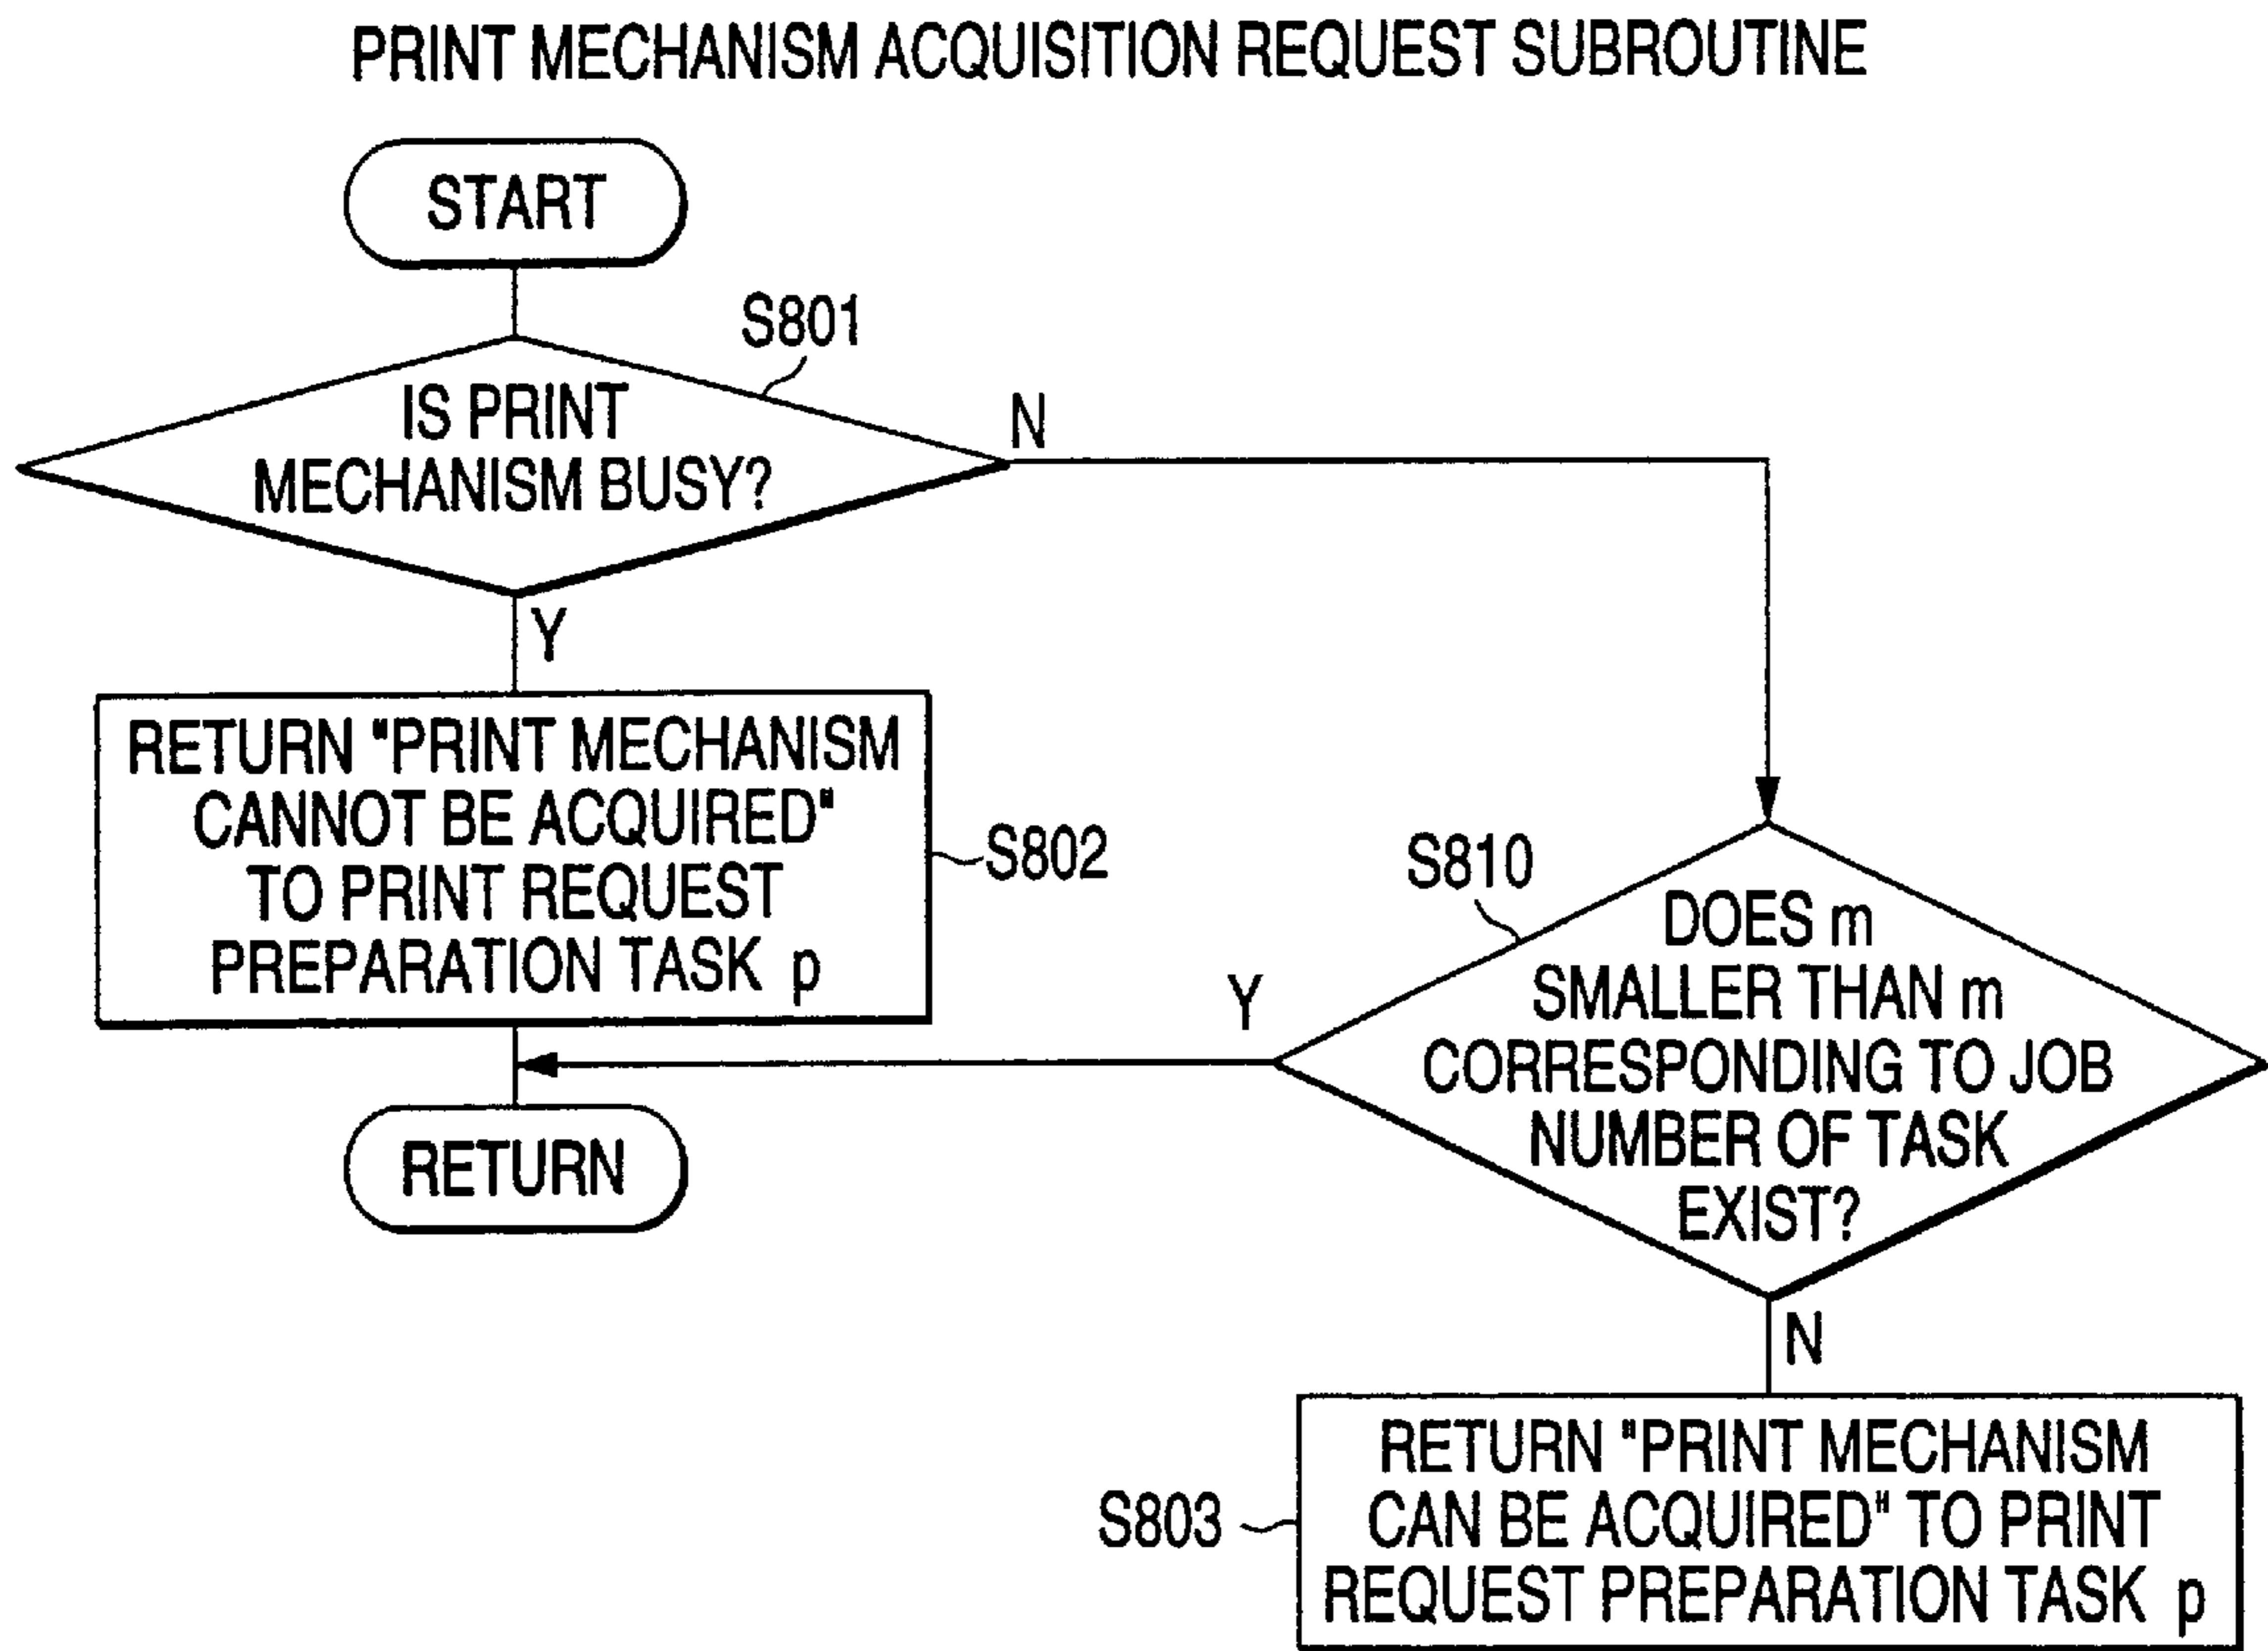 PRINT MECHANISM ACQUISITION REQUEST SUBROUTINE
START
S801
IS PRINT
MECHANISM BUSY?
N
Y
RETURN "PRINT MECHANISM
CANNOT BE ACQUIRED"
TO PRINT REQUEST
PREPARATION TASK p
S802
S810
DOES m
SMALLER THAN m
CORRESPONDING TO JOB
NUMBER OF TASK
EXIST?
Y
RETURN
N
RETURN "PRINT MECHANISM
CAN BE ACQUIRED" TO PRINT
REQUEST PREPARATION TASK p
S803